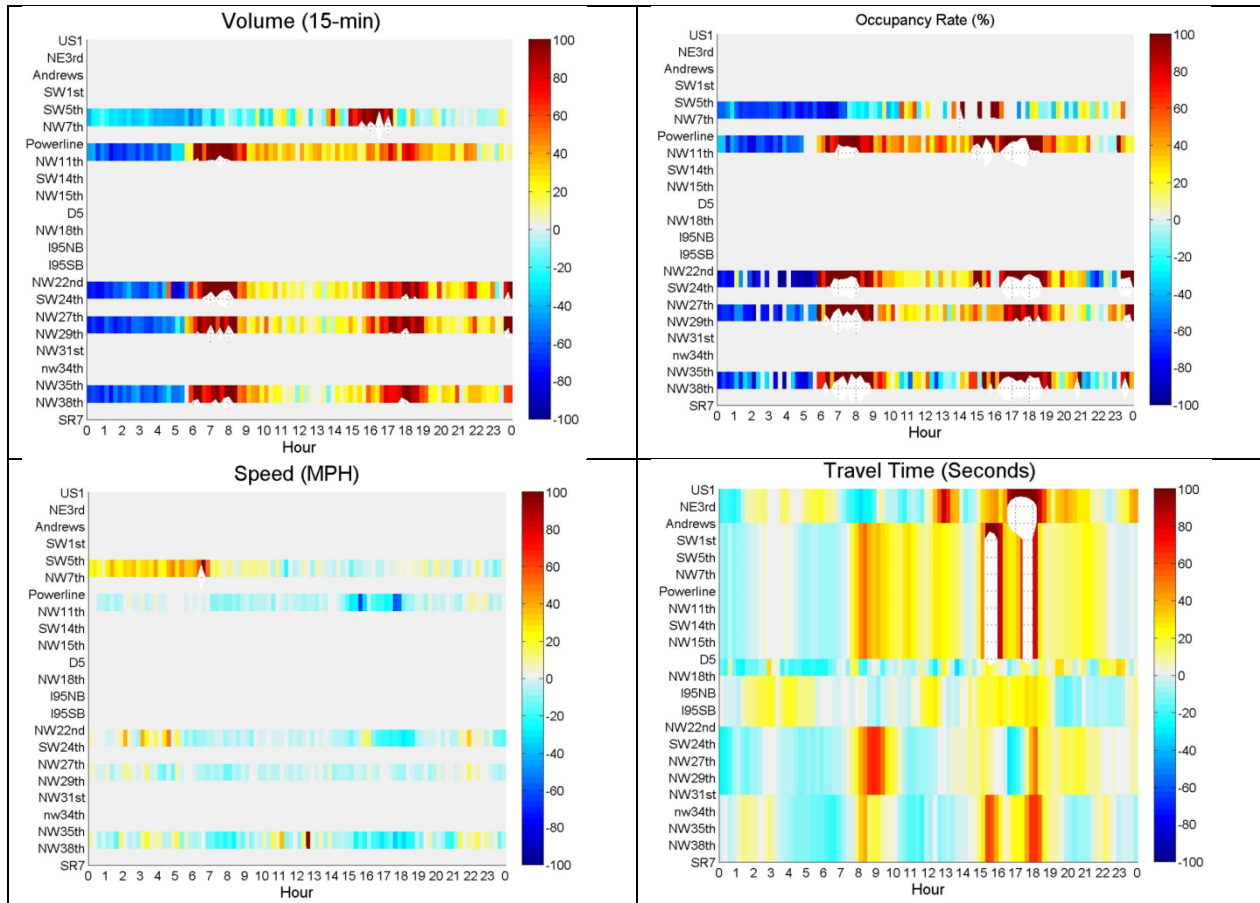 Volume (15-min)
US1
NE3rd
Andrews
SW1st
SW5th
NW7th
Powerline
NW11th
SW14th
NW15th
D5
NW18th
I95NB
I95SB
NW22nd
SW24th
NW27th
NW29th
NW31st
nw34th
NW35th
NW38th
SR7
0 1 2 3 4 5 6 7 8 9 10 11 12 13 14 15 16 17 18 19 20 21 22 23 0
Hour
100
80
60
40
20
0
-20
-40
-60
-80
-100
Occupancy Rate (%)
US1
NE3rd
Andrews
SW1st
SW5th
NW7th
Powerline
NW11th
SW14th
NW15th
D5
NW18th
I95NB
I95SB
NW22nd
SW24th
NW27th
NW29th
NW31st
nw34th
NW35th
NW38th
SR7
0 1 2 3 4 5 6 7 8 9 10 11 12 13 14 15 16 17 18 19 20 21 22 23 0
Hour
100
80
60
40
20
0
-20
-40
-60
-80
-100
Speed (MPH)
US1
NE3rd
Andrews
SW1st
SW5th
NW7th
Powerline
NW11th
SW14th
NW15th
D5
NW18th
I95NB
I95SB
NW22nd
SW24th
NW27th
NW29th
NW31st
nw34th
NW35th
NW38th
SR7
0 1 2 3 4 5 6 7 8 9 10 11 12 13 14 15 16 17 18 19 20 21 22 23 0
Hour
100
80
60
40
20
0
-20
-40
-60
-80
-100
Travel Time (Seconds)
US1
NE3rd
Andrews
SW1st
SW5th
NW7th
Powerline
NW11th
SW14th
NW15th
D5
NW18th
I95NB
I95SB
NW22nd
SW24th
NW27th
NW29th
NW31st
nw34th
NW35th
NW38th
SR7
0 1 2 3 4 5 6 7 8 9 10 11 12 13 14 15 16 17 18 19 20 21 22 23 0
Hour
100
80
60
40
20
0
-20
-40
-60
-80
-100